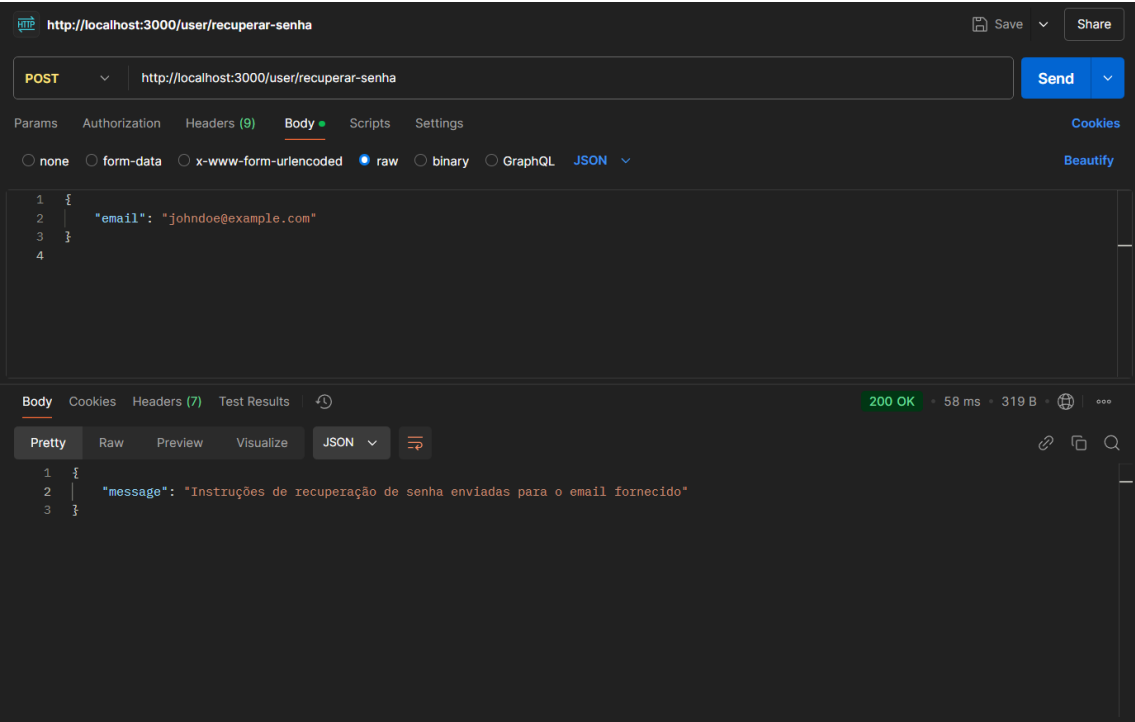 HTTP http://localhost:3000/user/recuperar-senha Save Share
POST http://localhost:3000/user/recuperar-senha Send
Params Authorization Headers (9) Body Scripts Settings Cookies
none form-data x-www-form-urlencoded raw binary GraphQL JSON Beautify
1 {
2 "email": "johndoe@example.com"
3 }
4
Body Cookies Headers (7) Test Results 200 OK • 58 ms • 319 B •
Pretty Raw Preview Visualize JSON
1 {
2 "message": "Instruções de recuperação de senha enviadas para o email fornecido"
3 }